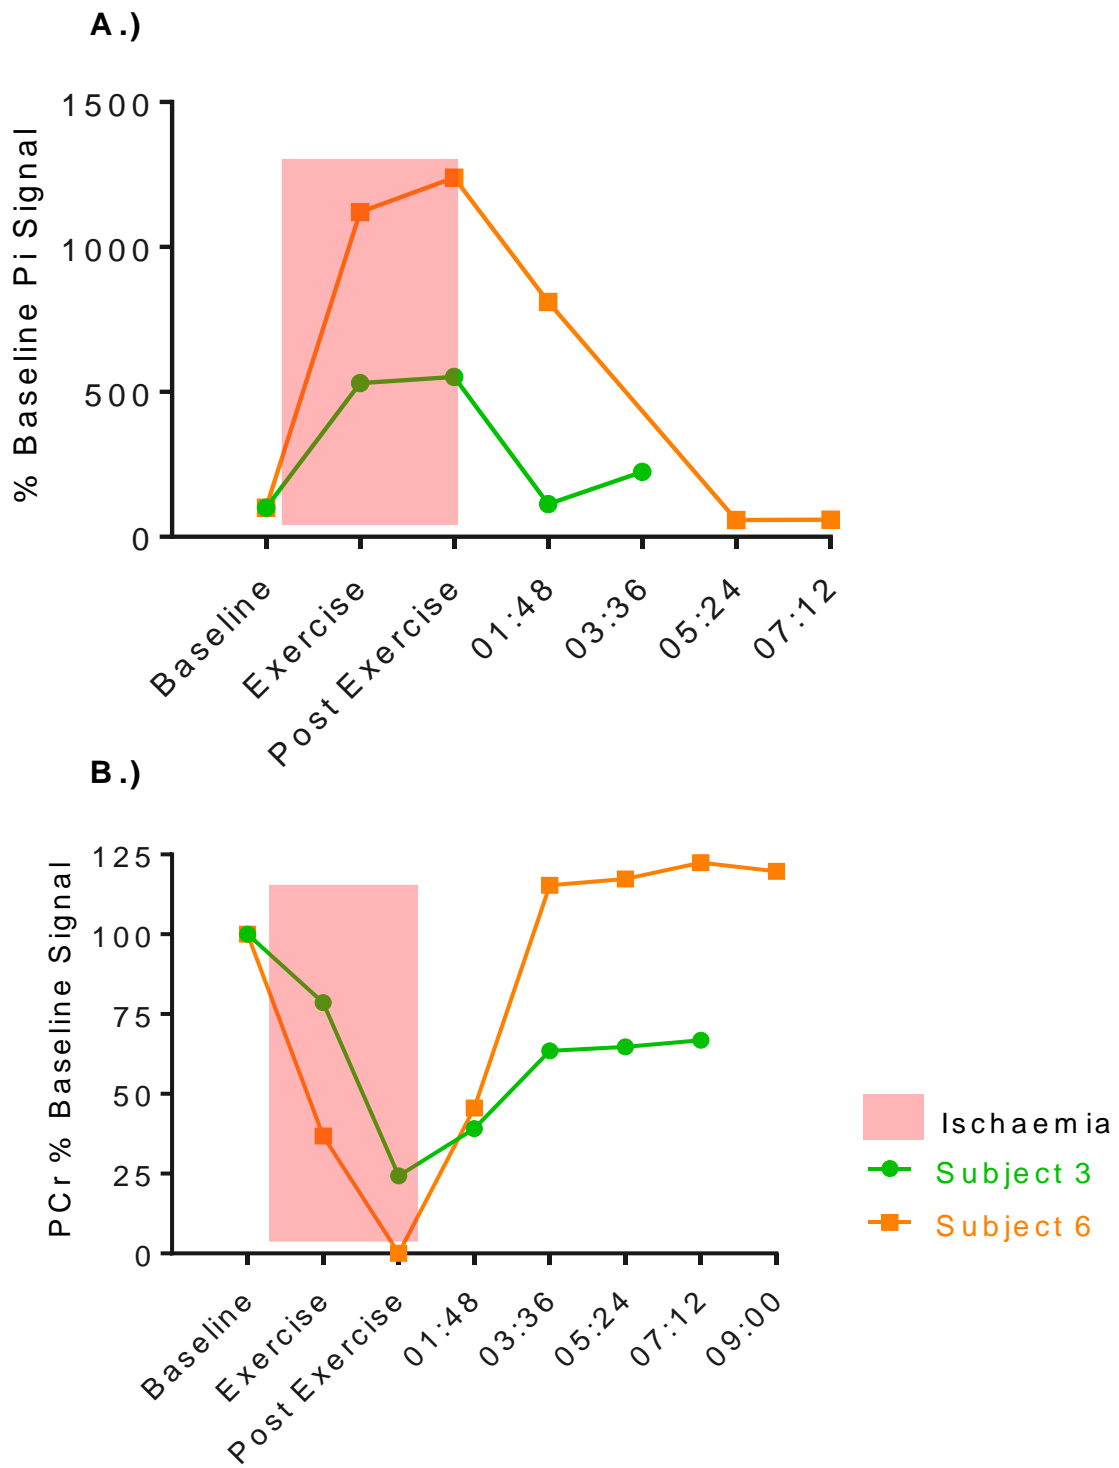 A.)
% Baseline Pi Signal
1500
1000
500
0
Baseline
Exercise
Post Exercise
01:48
03:36
05:24
07:12
B.)
PCr % Baseline Signal
125
100
75
50
25
0
Baseline
Exercise
Post Exercise
01:48
03:36
05:24
07:12
09:00
Ischaemia
Subject 3
Subject 6